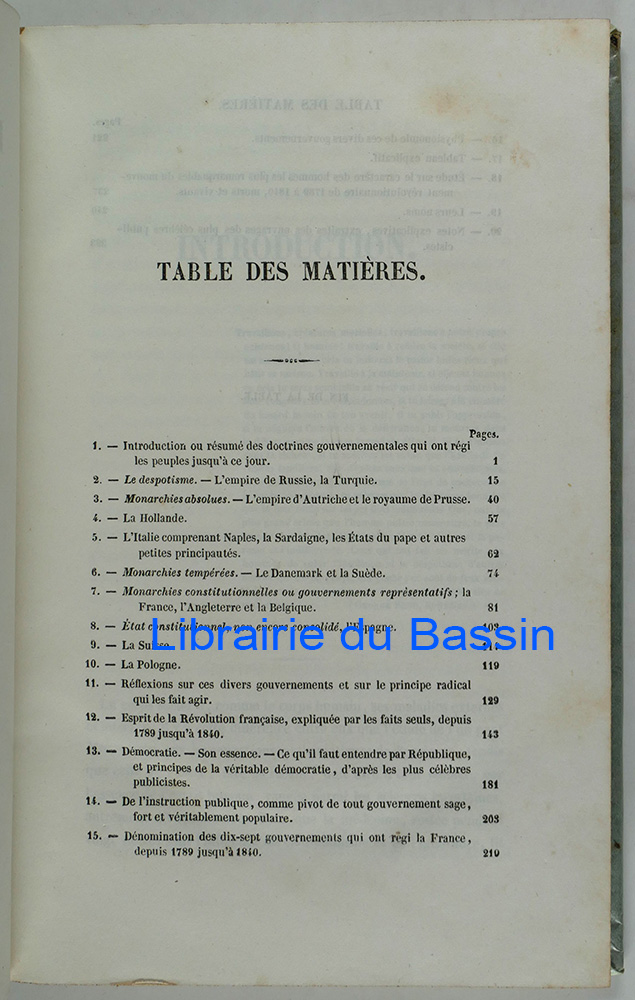 TABLE DES MATIÈRES.
Pages.
1. — Introduction ou résumé des doctrines gouvernementales qui ont régi
les peuples jusqu'à ce jour. 1
2. — Le despotisme. — L'empire de Russie, la Turquie. 15
3. — Monarchies absolues. — L'empire d'Autriche et le royaume de Prusse. 40
4. — La Hollande. 57
5. — L'Italie comprenant Naples, la Sardaigne, les États du pape et autres
petites principautés. 62
6. — Monarchies tempérées. — Le Danemark et la Suède. 74
7. — Monarchies constitutionnelles ou gouvernements représentatifs ; la
France, l'Angleterre et la Belgique. 81
8. — État constitutionnel, non encore consolidé, l'Espagne. 103
Librairie du Bassin
9. — La Suisse.
10. — La Pologne. 119
11. — Réflexions sur ces divers gouvernements et sur le principe radical
qui les fait agir. 129
12. — Esprit de la Révolution française, expliquée par les faits seuls, depuis
1789 jusqu'à 1840. 143
13. — Démocratie. — Son essence. — Ce qu'il faut entendre par République,
et principes de la véritable démocratie, d'après les plus célèbres
publicistes. 181
14. — De l'instruction publique, comme pivot de tout gouvernement sage,
fort et véritablement populaire. 203
15. — Dénomination des dix-sept gouvernements qui ont régi la France,
depuis 1789 jusqu'à 1840. 210